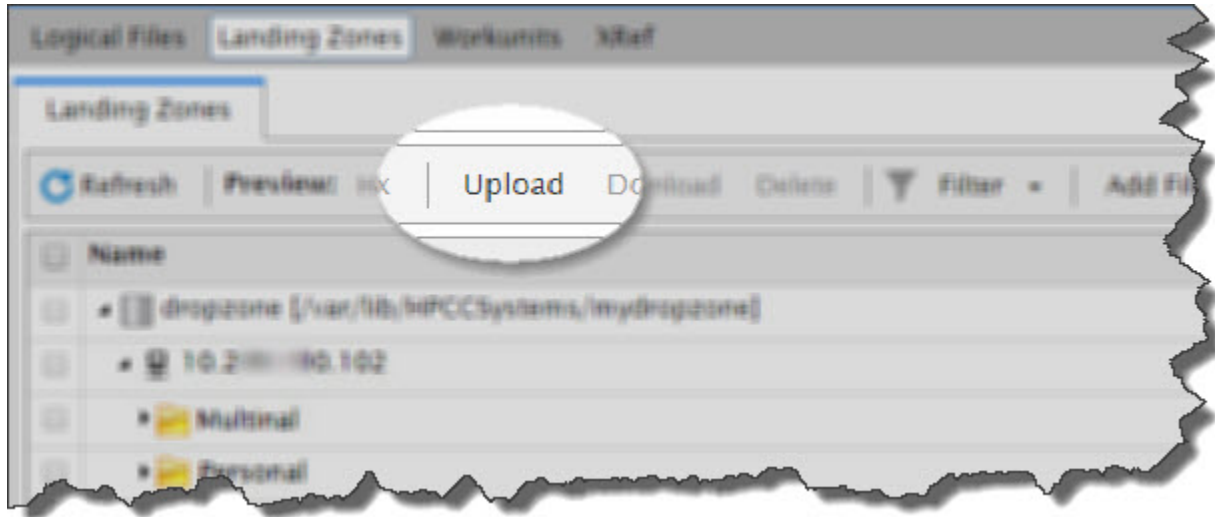 Logical Files Landing Zones Workunits XRef
Landing Zones
Refresh Preview: Upload Download Delete Filter Add
Name
dropzone [/var/lib/HPCCSystems/mydropzone]
Multinal
Personal